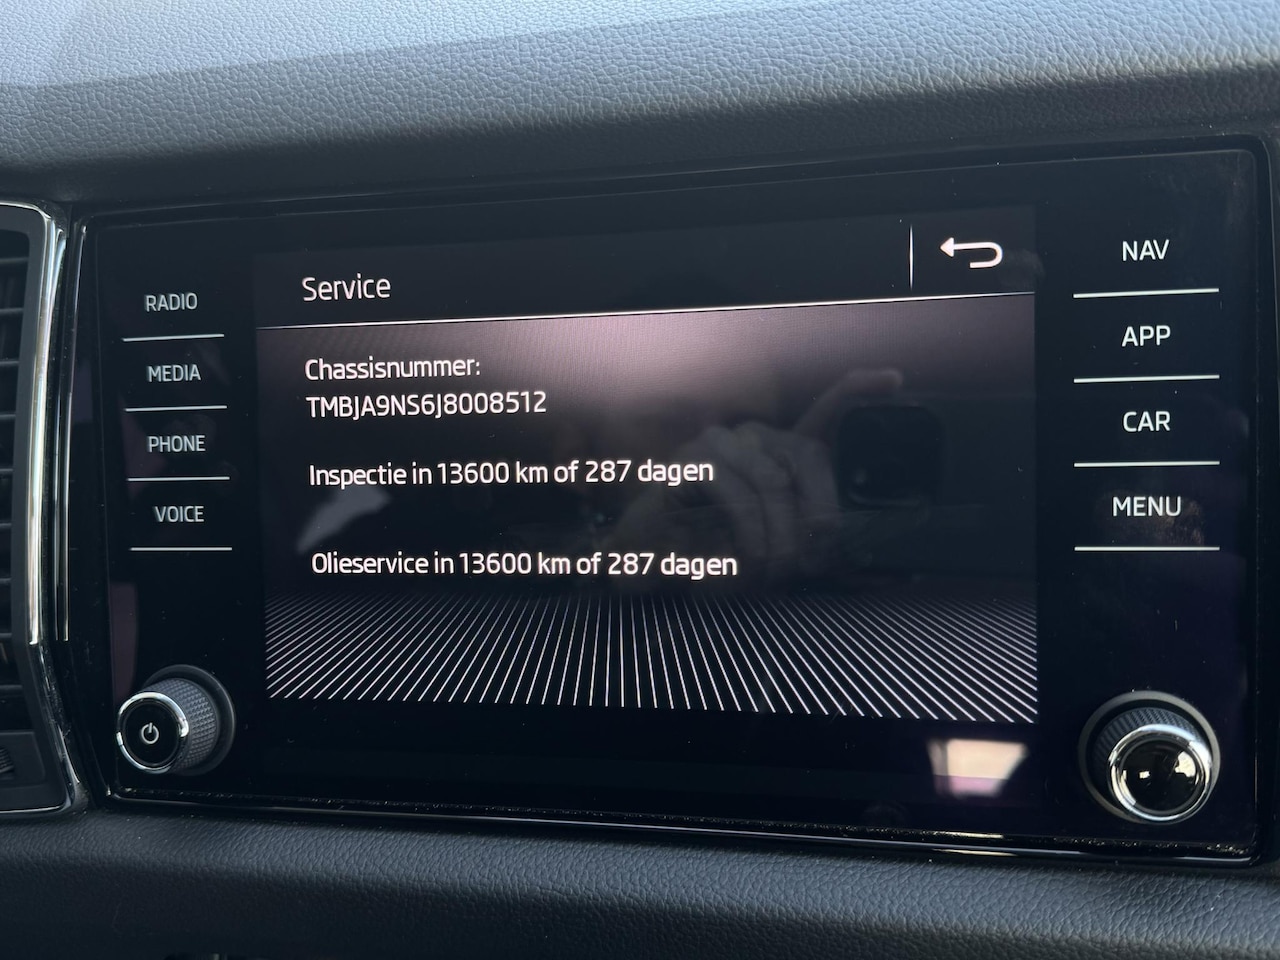 Service
RADIO
MEDIA
PHONE
VOICE
Chassisnummer:
TMBJA9NS6J8008512
Inspectie in 13600 km of 287 dagen
Olieservice in 13600 km of 287 dagen
NAV
APP
CAR
MENU